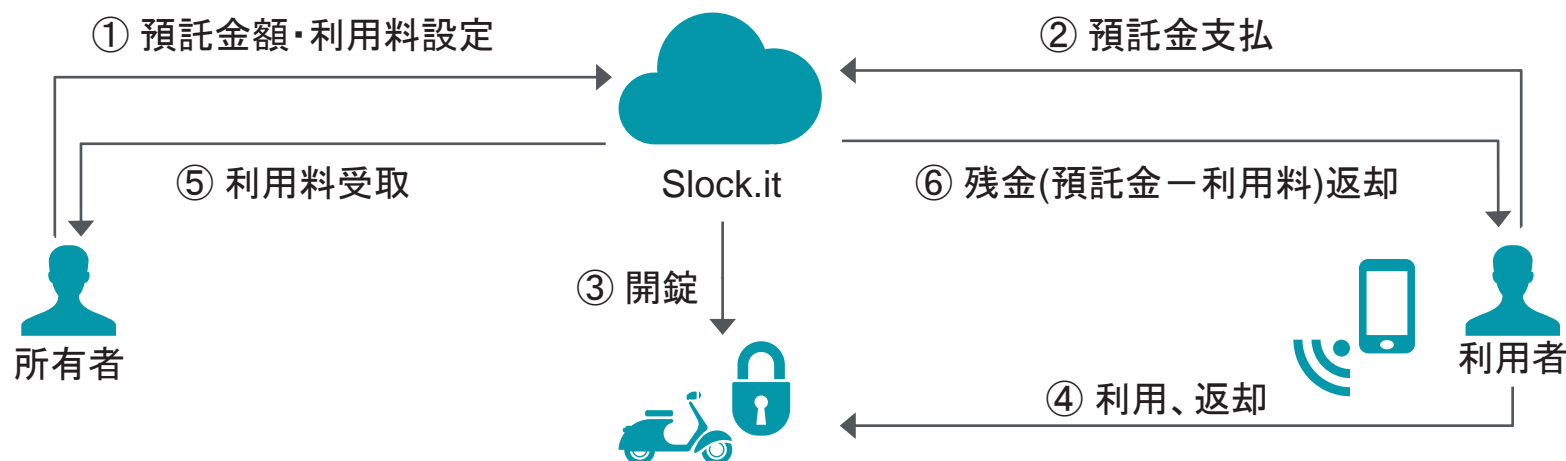 ① 預託金額・利用料設定
② 預託金支払
⑤ 利用料受取
Slock.it
⑥ 残金(預託金－利用料)返却
③ 開錠
所有者
利用者
④ 利用、返却